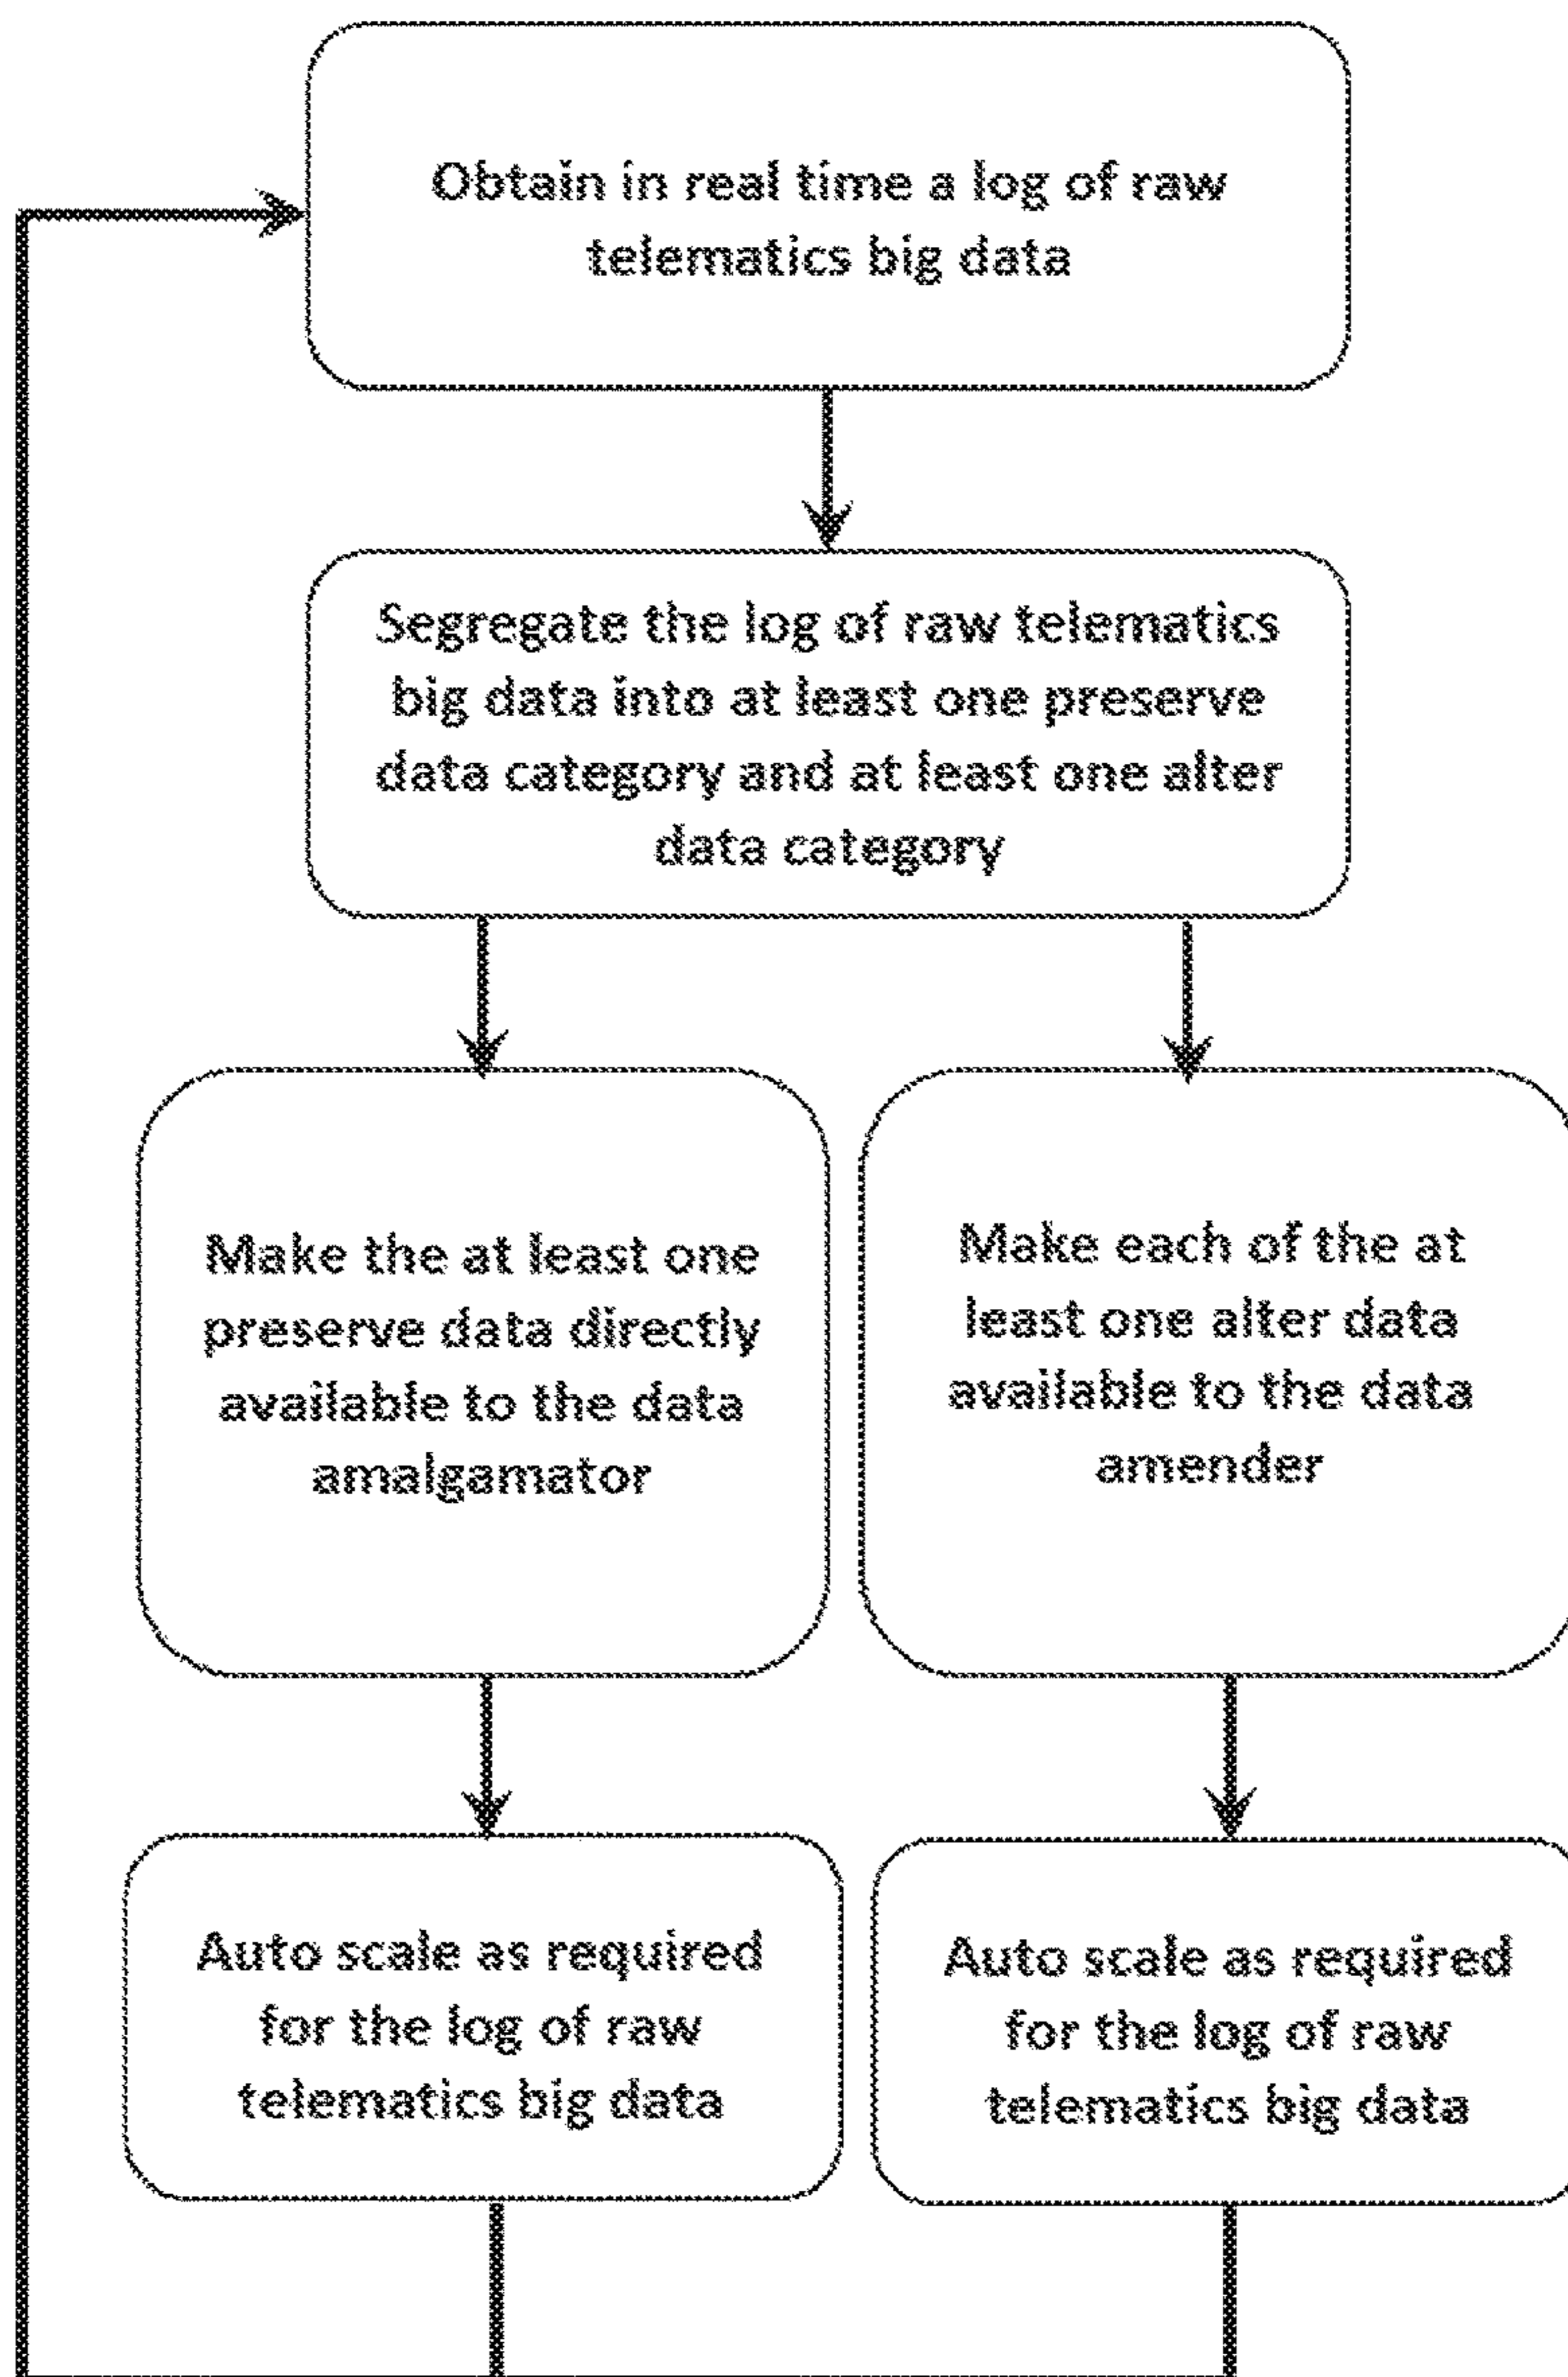 Obtain in real time a log of raw
telematics big data
Segregate the log of raw telematics
big data into at least one preserve
data category and at least one alter
data category
Make the at least one
preserve data directly
available to the data
amalgamator
Make each of the at
least one alter data
available to the data
amender
Auto scale as required
for the log of raw
telematics big data
Auto scale as required
for the log of raw
telematics big data